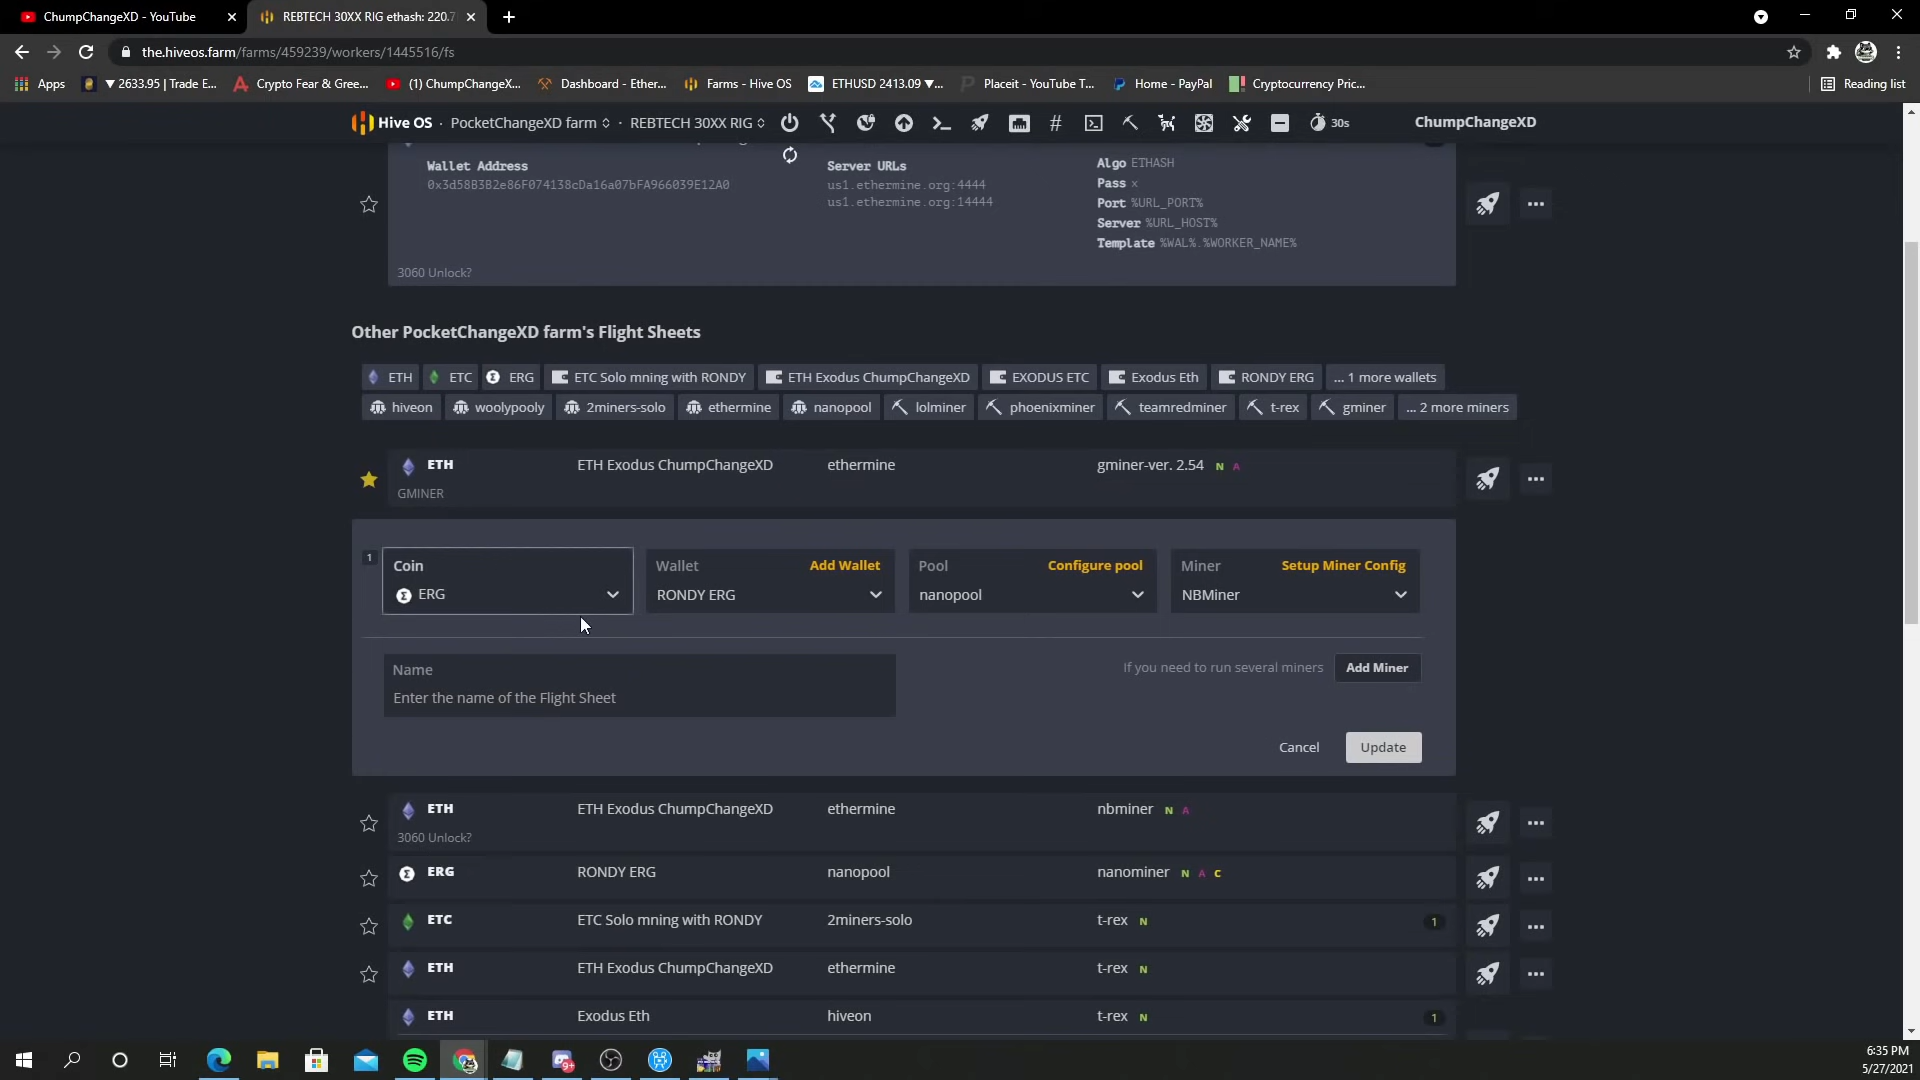 ChumpChangeXD - YouTube
REBTECH 30XX RIG ethash: 220.7
the.hiveos.farm/farms/459239/workers/1445516/fs
Apps
▼ 2633.95 | Trade E...
Crypto Fear & Gree...
(1) ChumpChangeX...
Dashboard - Ether...
Farms - Hive OS
ETHUSD 2413.09 ▼...
Placeit - YouTube T...
Home - PayPal
Cryptocurrency Pric...
Reading list
Hive OS · PocketChangeXD farm · REBTECH 30XX RIG
30s
ChumpChangeXD
Wallet Address
0x3d58B3B2e86F074138cDa16a07bFA966039E12A0
Server URLs
us1.ethermine.org:4444
us1.ethermine.org:14444
Algo ETHASH
Pass x
Port %URL_PORT%
Server %URL_HOST%
Template %WAL%.%WORKER_NAME%
3060 Unlock?
Other PocketChangeXD farm's Flight Sheets
ETH ETC ERG ETC Solo mning with RONDY ETH Exodus ChumpChangeXD EXODUS ETC Exodus Eth RONDY ERG ... 1 more wallets
hiveon woolypooly 2miners-solo ethermine nanopool lolminer phoenixminer teamredminer t-rex gminer ... 2 more miners
ETH ETH Exodus ChumpChangeXD ethermine gminer-ver. 2.54 N A
GMINER
1
Coin
ERG
Wallet Add Wallet
RONDY ERG
Pool Configure pool
nanopool
Miner Setup Miner Config
NBMiner
Name
Enter the name of the Flight Sheet
If you need to run several miners Add Miner
Cancel Update
ETH ETH Exodus ChumpChangeXD ethermine nbminer N A
3060 Unlock?
ERG RONDY ERG nanopool nanominer N A C
ETC ETC Solo mning with RONDY 2miners-solo t-rex N 1
ETH ETH Exodus ChumpChangeXD ethermine t-rex N
ETH Exodus Eth hiveon t-rex N 1
9+
6:35 PM
5/27/2021